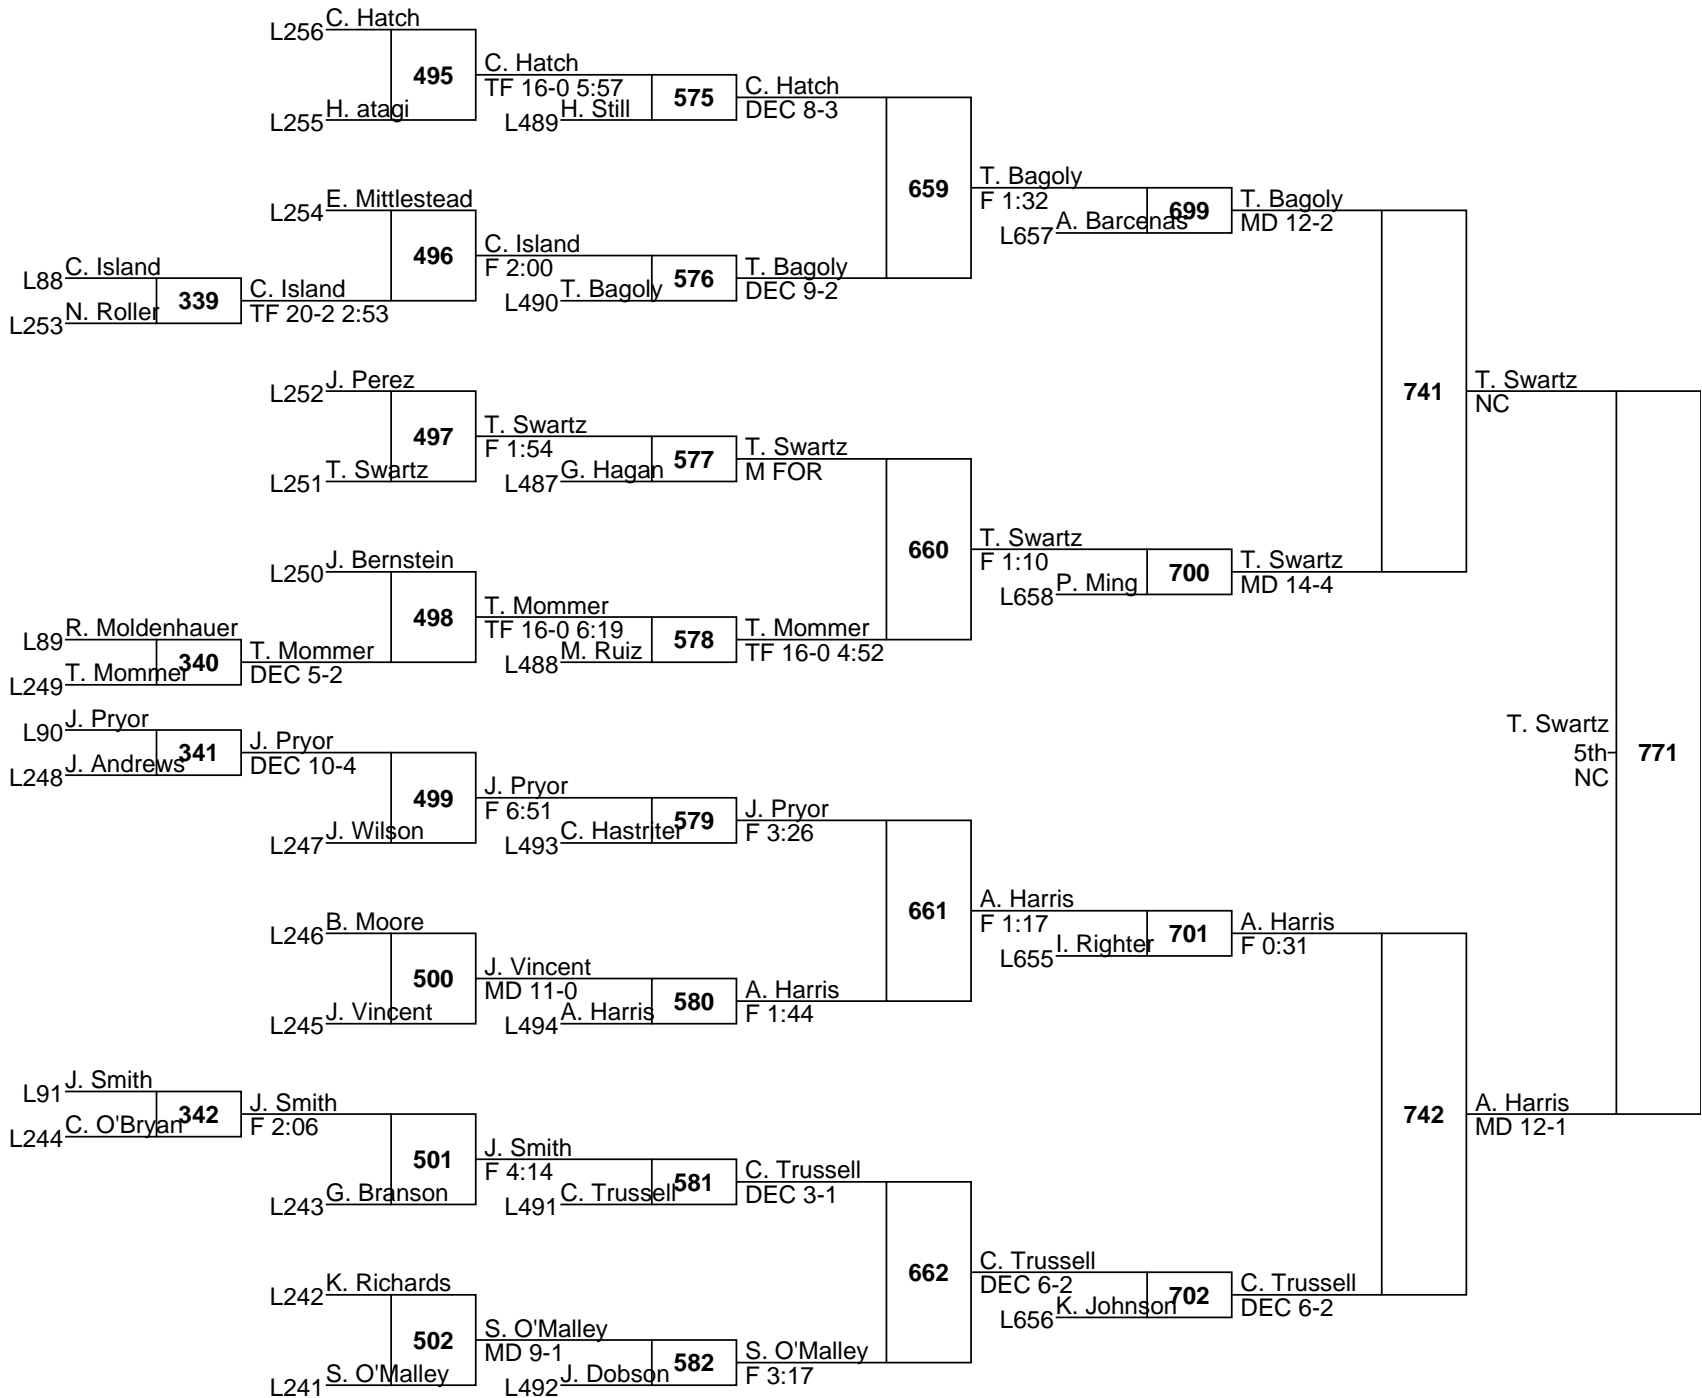 C. Hatch
L256
495
C. Hatch
TF 16-0 5:57
H. atagi
L255
H. Still
L489
575
C. Hatch
DEC 8-3
659
T. Bagoly
F 1:32
E. Mittlestead
L254
496
C. Island
F 2:00
C. Island
L88
339
N. Roller
L253
C. Island
TF 20-2 2:53
T. Bagoly
L490
576
T. Bagoly
DEC 9-2
A. Barcenas
L657
699
T. Bagoly
MD 12-2
741
T. Swartz
NC
J. Perez
L252
497
T. Swartz
F 1:54
T. Swartz
L251
G. Hagan
L487
577
T. Swartz
M FOR
660
T. Swartz
F 1:10
P. Ming
L658
700
T. Swartz
MD 14-4
J. Bernstein
L250
498
T. Mommer
TF 16-0 6:19
R. Moldenhauer
L89
340
T. Mommer
L249
T. Mommer
DEC 5-2
M. Ruiz
L488
578
T. Mommer
TF 16-0 4:52
T. Swartz
5th
NC
771
J. Pryor
L90
341
J. Andrews
L248
J. Pryor
DEC 10-4
499
J. Pryor
F 6:51
J. Wilson
L247
C. Hastriter
L493
579
J. Pryor
F 3:26
661
A. Harris
F 1:17
I. Righter
L655
701
A. Harris
F 0:31
B. Moore
L246
500
J. Vincent
MD 11-0
J. Vincent
L245
A. Harris
L494
580
A. Harris
F 1:44
742
A. Harris
MD 12-1
J. Smith
L91
342
C. O'Bryan
L244
J. Smith
F 2:06
501
J. Smith
F 4:14
G. Branson
L243
C. Trussell
L491
581
C. Trussell
DEC 3-1
662
C. Trussell
DEC 6-2
K. Johnson
L656
702
C. Trussell
DEC 6-2
K. Richards
L242
502
S. O'Malley
MD 9-1
S. O'Malley
L241
J. Dobson
L492
582
S. O'Malley
F 3:17